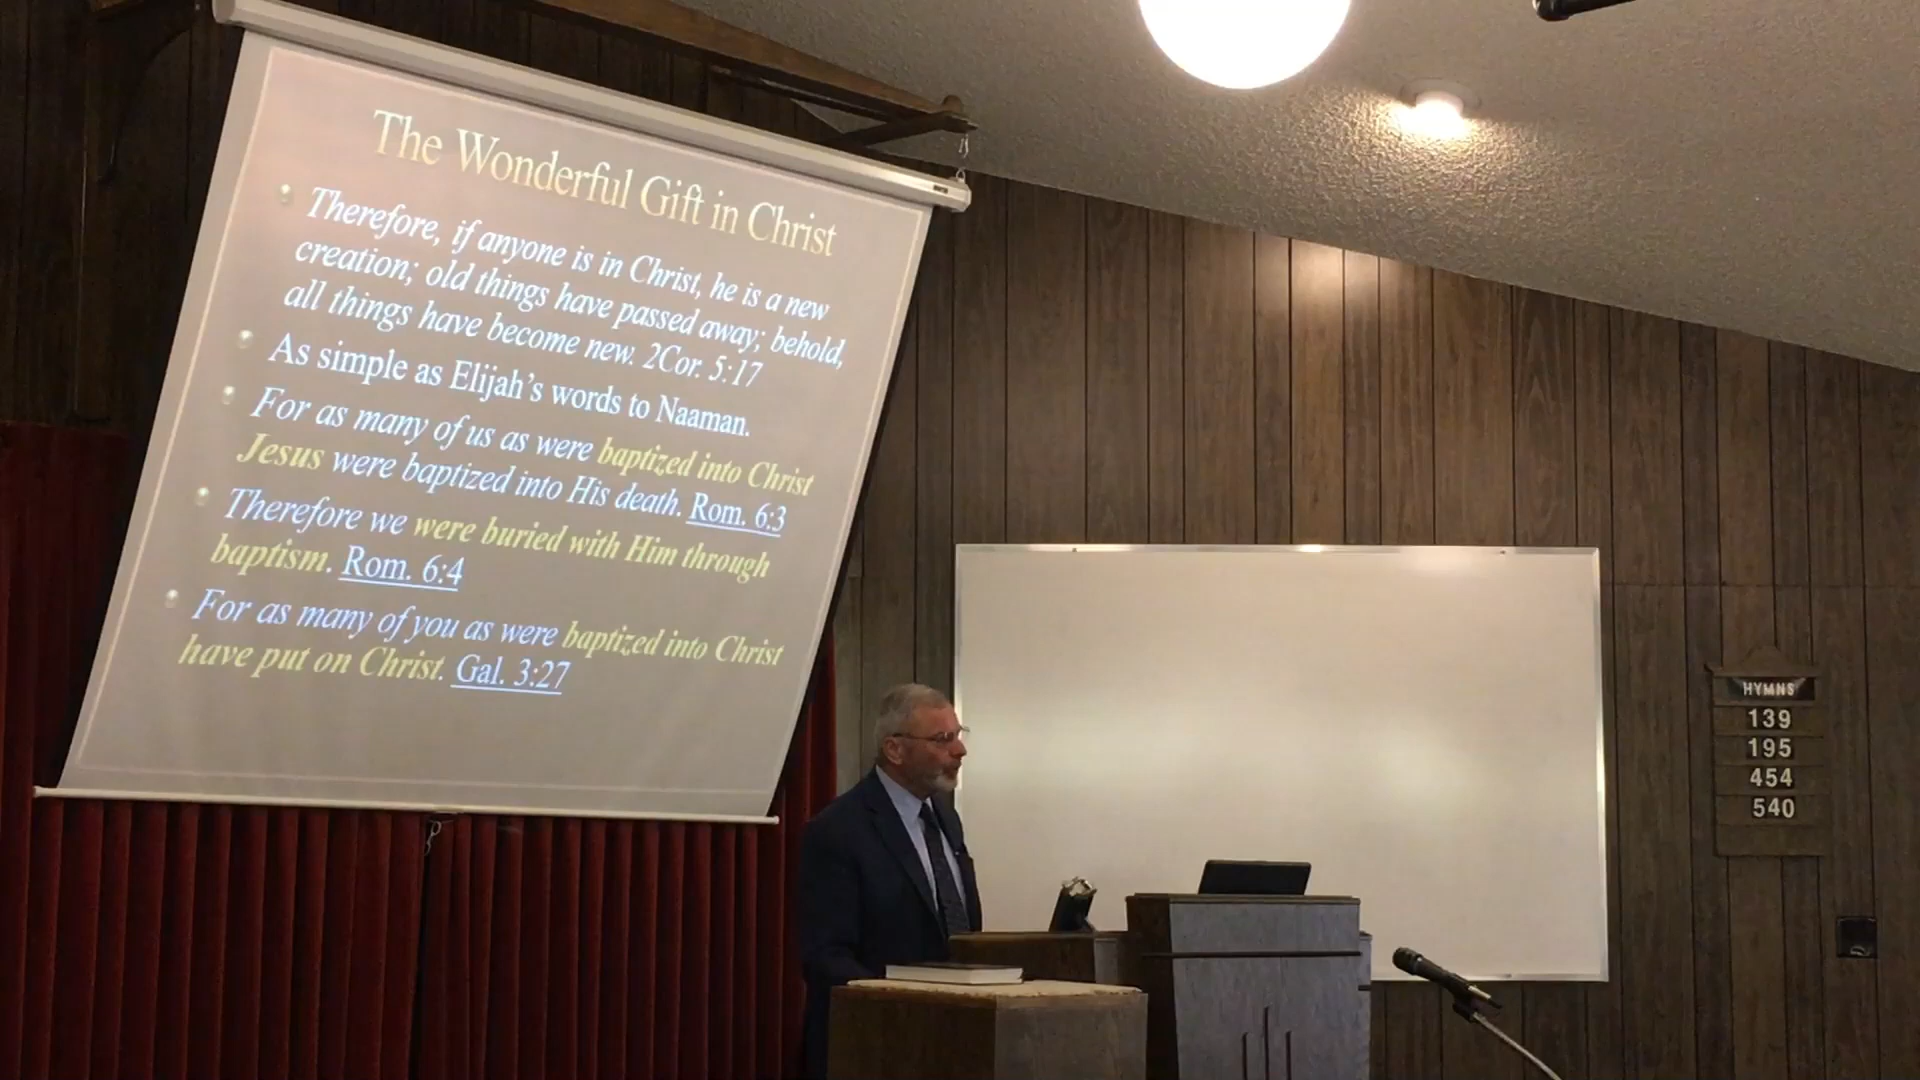 The Wonderful Gift in Christ
Therefore, if anyone is in Christ, he is a new
creation; old things have passed away; behold,
all things have become new. 2Cor. 5:17
As simple as Elijah's words to Naaman.
For as many of us as were baptized into Christ
Jesus were baptized into His death. Rom. 6:3
Therefore we were buried with Him through
baptism. Rom. 6:4
For as many of you as were baptized into Christ
have put on Christ. Gal. 3:27
HYMNS
139
195
454
540